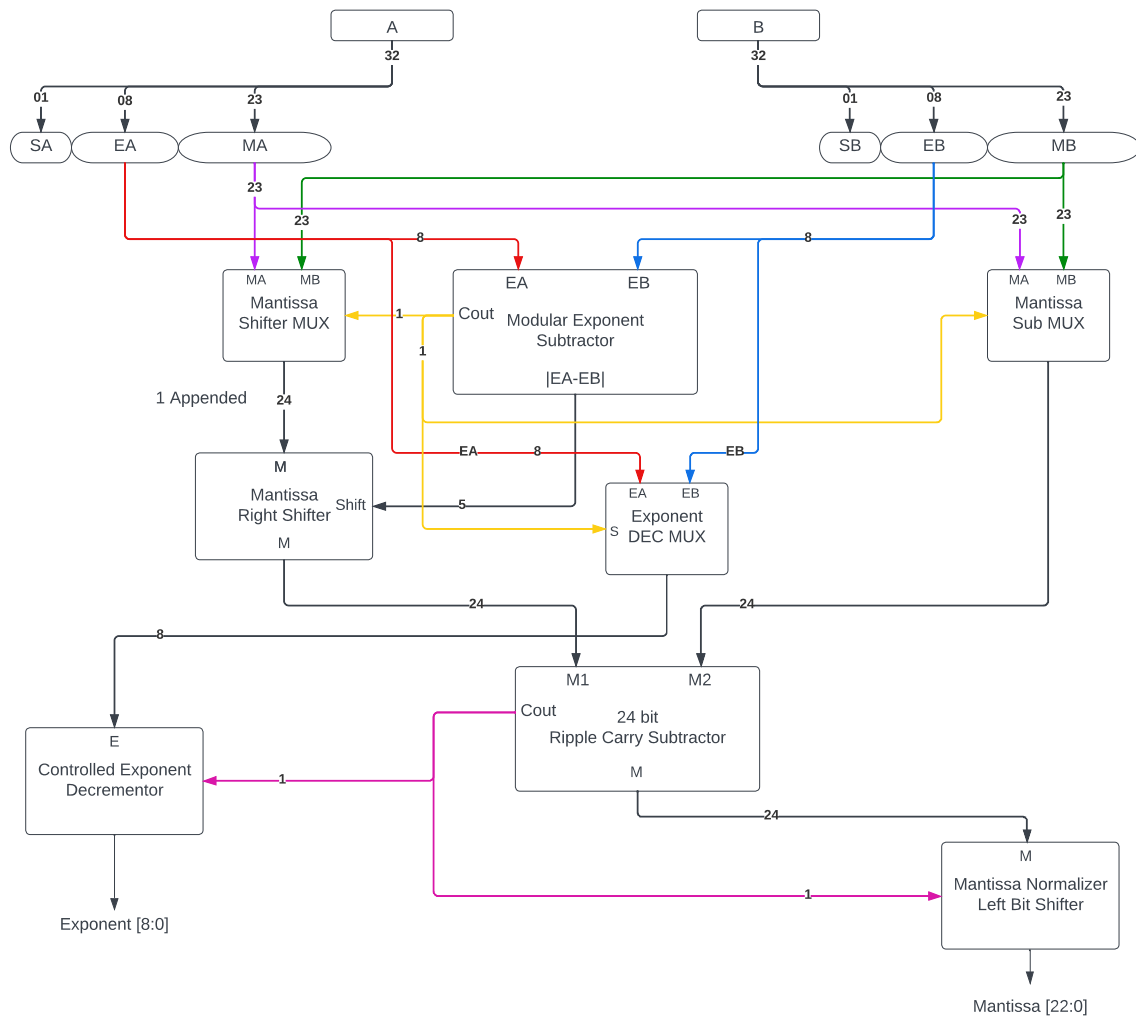 A
B
32
32
01
08
23
01
08
23
SA
EA
MA
SB
EB
MB
23
23
23
23
8
8
MA
MB
Mantissa
Shifter MUX
EA
EB
Cout
Modular Exponent
Subtractor
|EA-EB|
MA
MB
Mantissa
Sub MUX
1
1
1 Appended
24
M
Mantissa
Right Shifter
Shift
M
EA
8
EB
5
EA
EB
S
Exponent
DEC MUX
24
24
8
M1
M2
Cout
24 bit
Ripple Carry Subtractor
M
E
Controlled Exponent
Decrementor
1
24
M
Mantissa Normalizer
Left Bit Shifter
1
Exponent [8:0]
Mantissa [22:0]